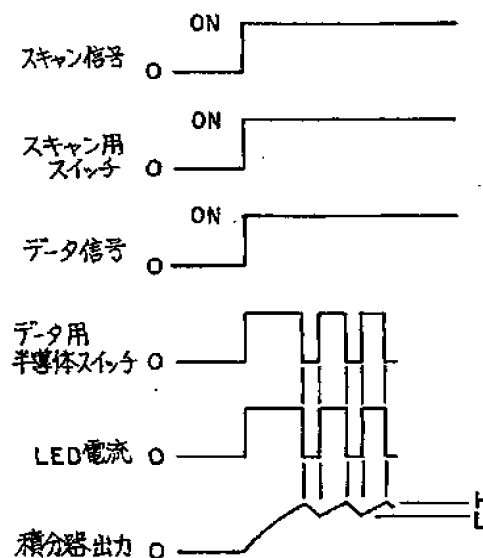 ON
スキャン信号 O
ON
スキャン用
スイッチ O
ON
データ信号 O
データ用
半導体スイッチ O
LED電流 O
H
L
積分器出力 O